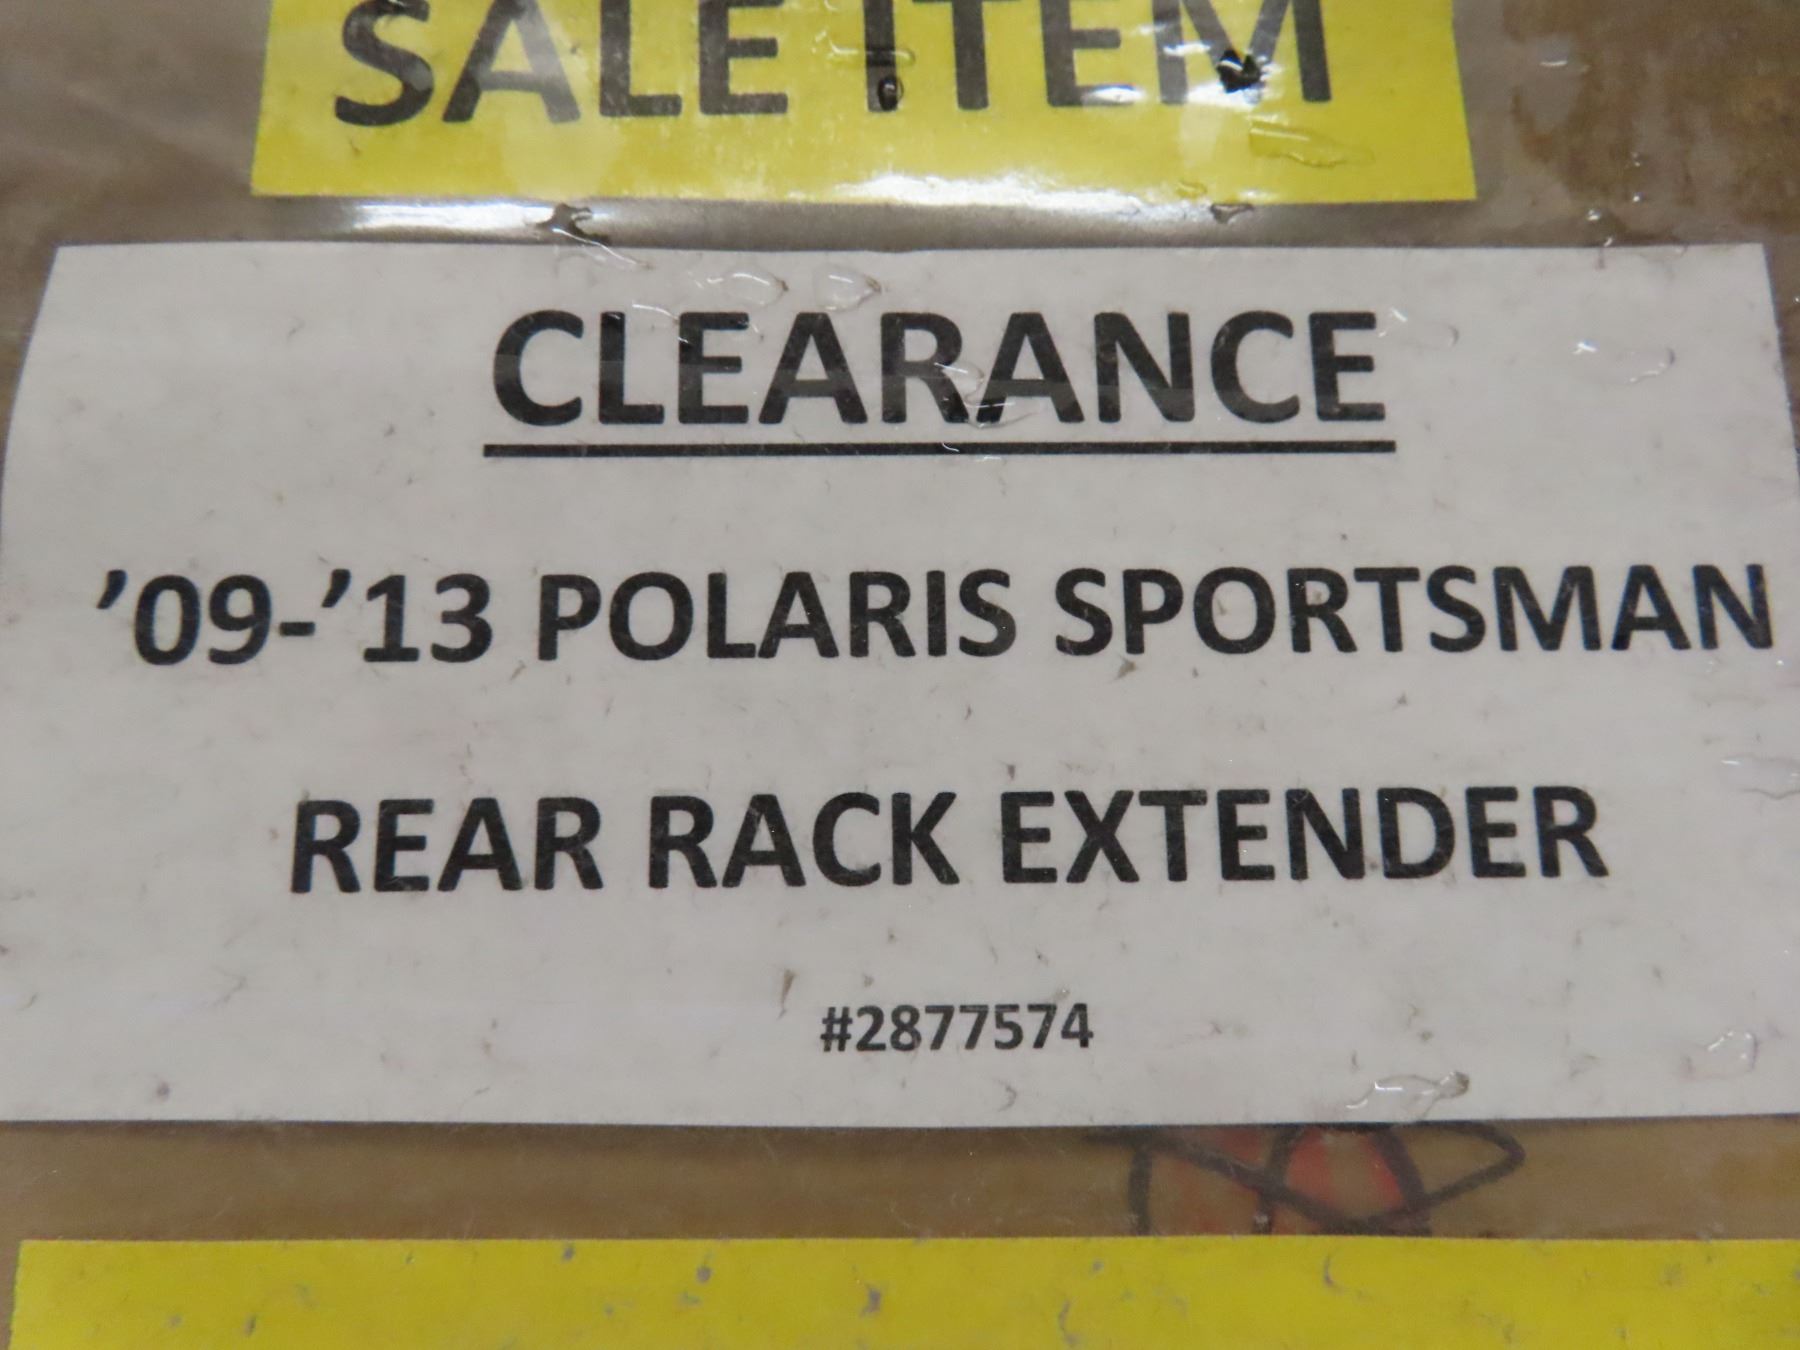 SALE ITEM
CLEARANCE
’09-’13 POLARIS SPORTSMAN
REAR RACK EXTENDER
#2877574